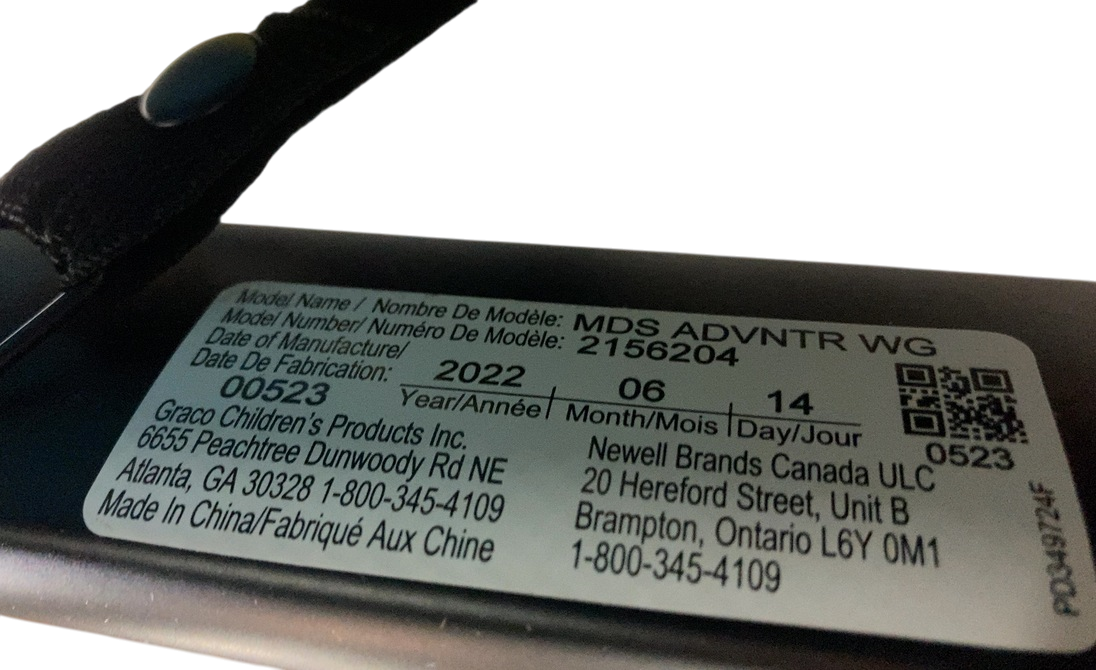 Model Name / Nombre De Modèle: MDS ADVNTR WG
Model Number/ Numéro De Modèle: 2156204
Date of Manufacture/
Date De Fabrication: 2022 06 14
Year/Année Month/Mois Day/Jour
00523
0523
Graco Children's Products Inc.
6655 Peachtree Dunwoody Rd NE
Atlanta, GA 30328 1-800-345-4109
Made In China/Fabriqué Aux Chine
Newell Brands Canada ULC
20 Hereford Street, Unit B
Brampton, Ontario L6Y 0M1
1-800-345-4109
PD349724F